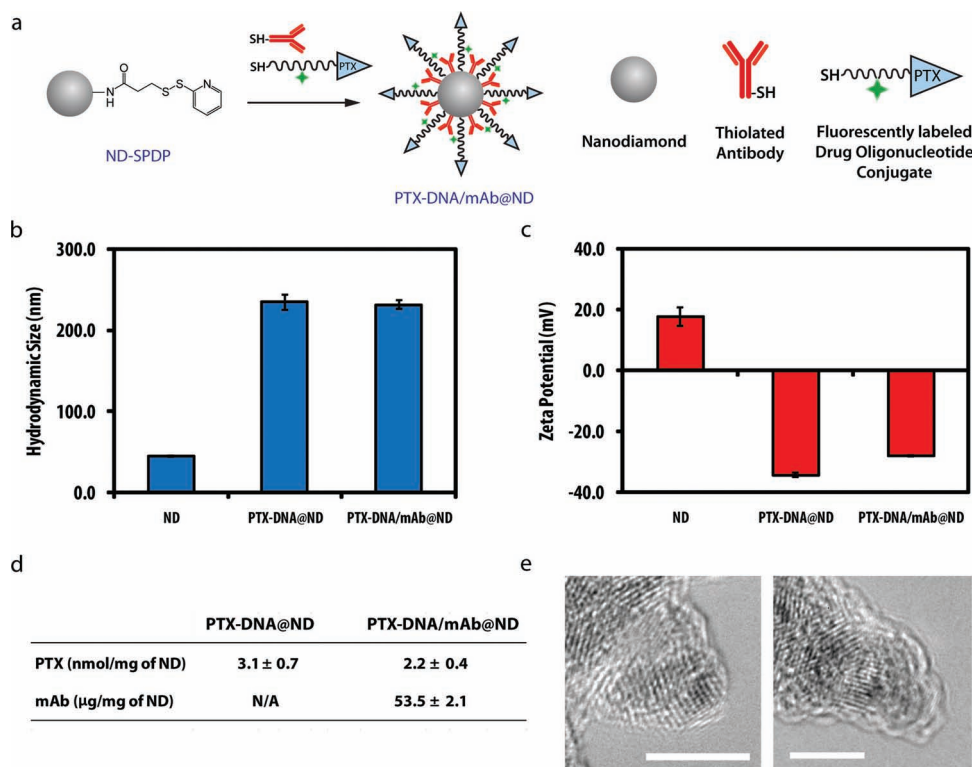 a
SH-
SH
PTX
O
NH
S
S
N
ND-SPDP
PTX-DNA/mAb@ND
Nanodiamond
-SH
Thiolated
Antibody
SH
PTX
Fluorescently labeled
Drug Oligonucleotide
Conjugate
b
Hydrodynamic Size (nm)
300.0
200.0
100.0
0.0
ND PTX-DNA@ND PTX-DNA/mAb@ND
c
Zeta Potential (mV)
40.0
20.0
0.0
-20.0
-40.0
ND PTX-DNA@ND PTX-DNA/mAb@ND
d
PTX-DNA@ND PTX-DNA/mAb@ND
PTX (nmol/mg of ND) 3.1 ± 0.7 2.2 ± 0.4
mAb (μg/mg of ND) N/A 53.5 ± 2.1
e